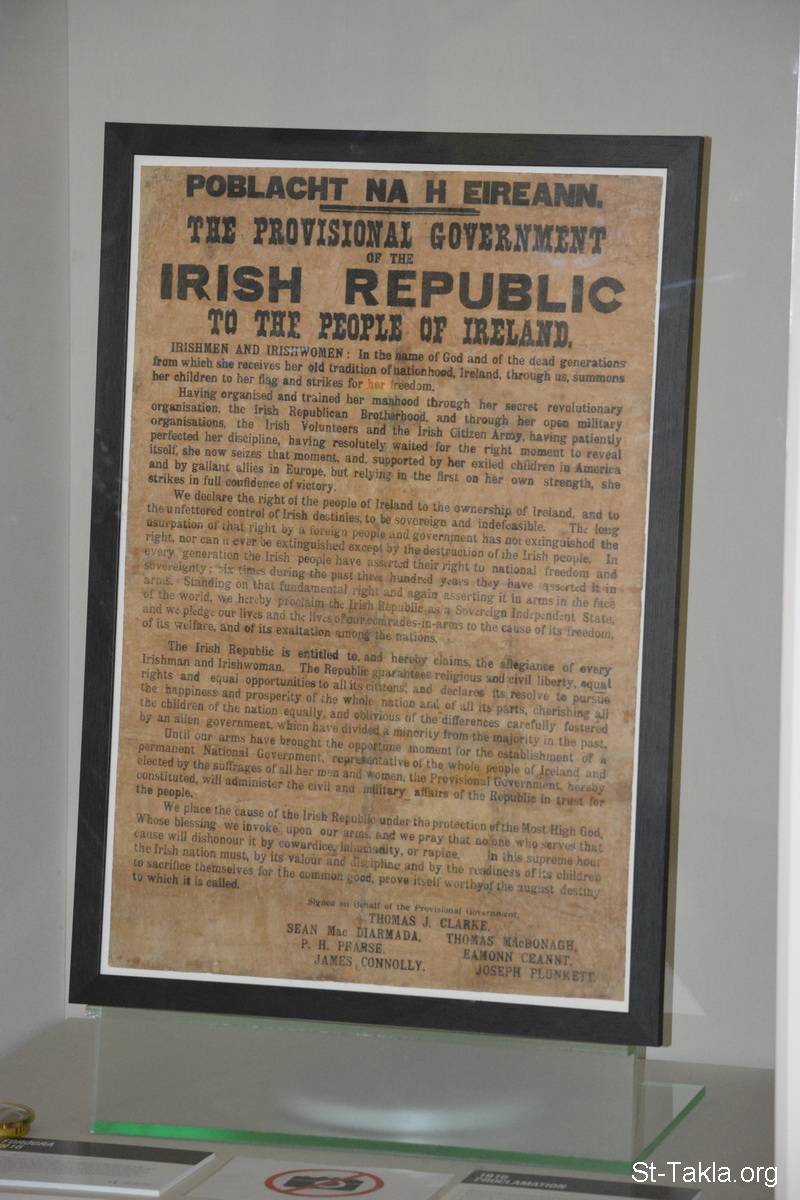 POBLACHT NA H EIREANN.
THE PROVISIONAL GOVERNMENT
OF THE
IRISH REPUBLIC
TO THE PEOPLE OF IRELAND.
IRISHMEN AND IRISHWOMEN: In the name of God and of the dead generations
from which she receives her old tradition of nationhood, Ireland, through us, summons
her children to her flag and strikes for her freedom.
Having organised and trained her manhood through her secret revolutionary
organisation, the Irish Republican Brotherhood, and through her open military
organisations, the Irish Volunteers and the Irish Citizen Army, having patiently
perfected her discipline, having resolutely waited for the right moment to reveal
itself, she now seizes that moment, and, supported by her exiled children in America
and by gallant allies in Europe, but relying in the first on her own strength, she
strikes in full confidence of victory.
We declare the right of the people of Ireland to the ownership of Ireland, and to
the unfettered control of Irish destinies, to be sovereign and indefeasible. The long
usurpation of that right by a foreign people and government has not extinguished the
right, nor can it ever be extinguished except by the destruction of the Irish people. In
every generation the Irish people have asserted their right to national freedom and
sovereignty; six times during the past three hundred years they have asserted it in
arms. Standing on that fundamental right and again asserting it in arms in the face
of the world, we hereby proclaim the Irish Republic as a Sovereign Independent State,
and we pledge our lives and the lives of our comrades-in-arms to the cause of its freedom,
of its welfare, and of its exaltation among the nations.
The Irish Republic is entitled to, and hereby claims, the allegiance of every
Irishman and Irishwoman. The Republic guarantees religious and civil liberty, equal
rights and equal opportunities to all its citizens, and declares its resolve to pursue
the happiness and prosperity of the whole nation and of all its parts, cherishing all
the children of the nation equally, and oblivious of the differences carefully fostered
by an alien government, which have divided a minority from the majority in the past.
Until our arms have brought the opportune moment for the establishment of a
permanent National Government, representative of the whole people of Ireland and
elected by the suffrages of all her men and women, the Provisional Government, hereby
constituted, will administer the civil and military affairs of the Republic in trust for
the people.
We place the cause of the Irish Republic under the protection of the Most High God,
Whose blessing we invoke upon our arms, and we pray that no one who serves that
cause will dishonour it by cowardice, inhumanity, or rapine. In this supreme hour
the Irish nation must, by its valour and discipline and by the readiness of its children
to sacrifice themselves for the common good, prove itself worthy of the august destiny
to which it is called.
Signed on Behalf of the Provisional Government,
THOMAS J. CLARKE,
SEAN Mac DIARMADA, THOMAS MACDONAGH,
P. H. PEARSE, EAMONN CEANNT,
JAMES CONNOLLY. JOSEPH PLUNKETT.
1916
PROCLAMATION
St-Takla.org